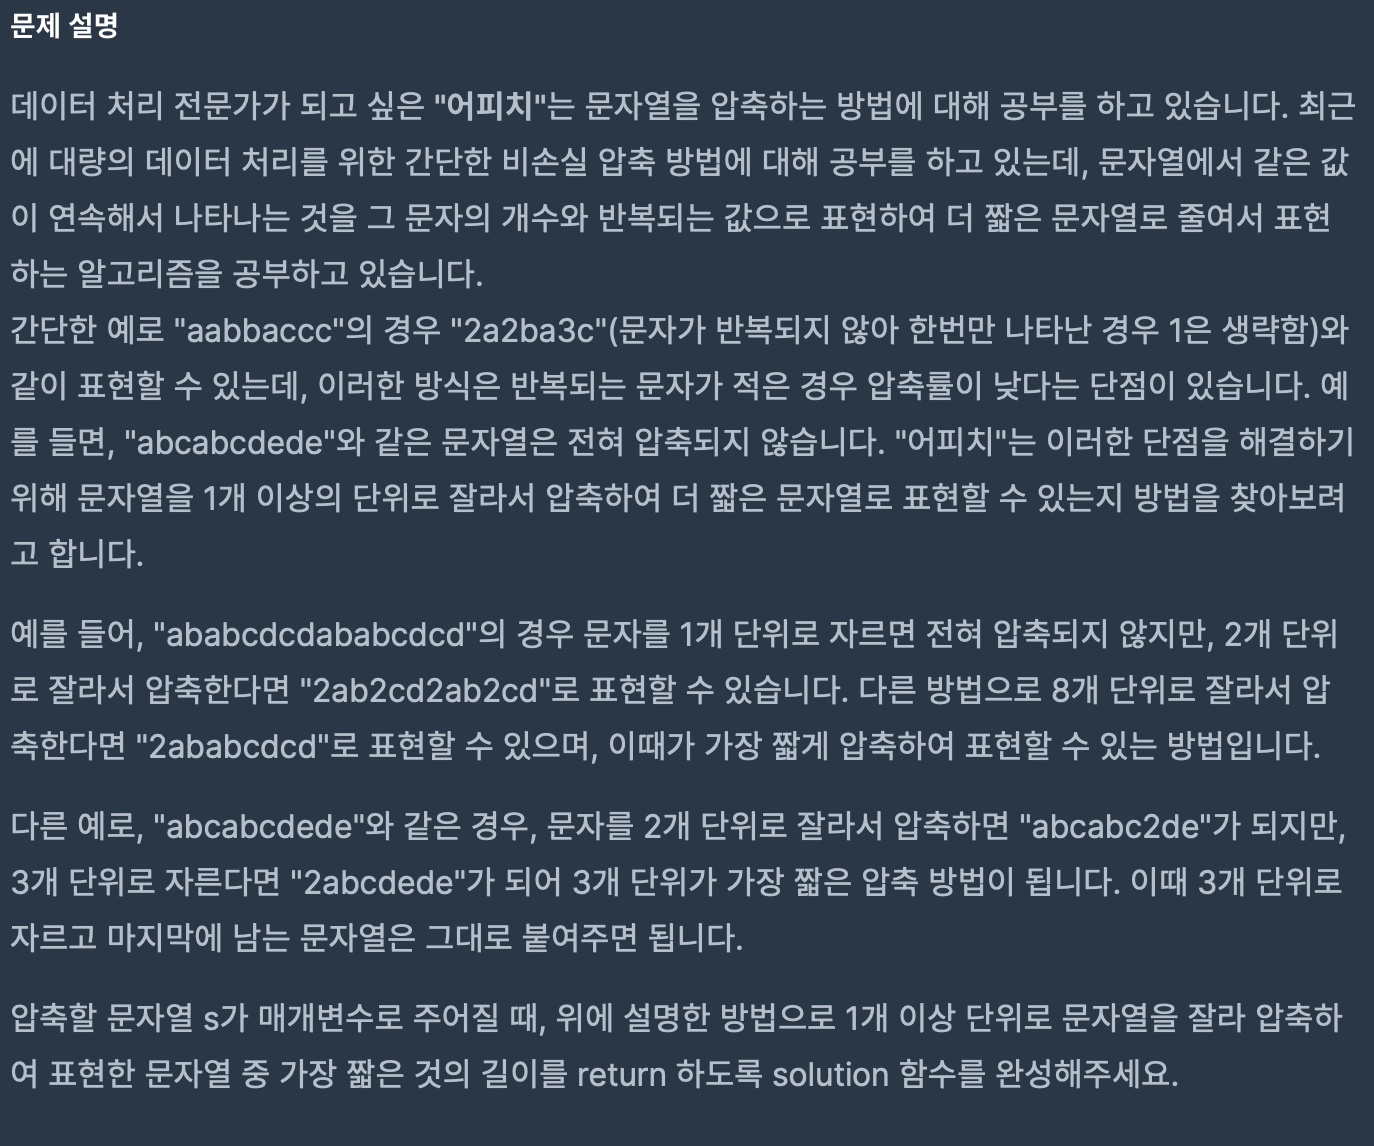 문제 설명
데이터 처리 전문가가 되고 싶은 "어피치"는 문자열을 압축하는 방법에 대해 공부를 하고 있습니다. 최근
에 대량의 데이터 처리를 위한 간단한 비손실 압축 방법에 대해 공부를 하고 있는데, 문자열에서 같은 값
이 연속해서 나타나는 것을 그 문자의 개수와 반복되는 값으로 표현하여 더 짧은 문자열로 줄여서 표현
하는 알고리즘을 공부하고 있습니다.
간단한 예로 "aabbaccc"의 경우 "2a2ba3c"(문자가 반복되지 않아 한번만 나타난 경우 1은 생략함)와
같이 표현할 수 있는데, 이러한 방식은 반복되는 문자가 적은 경우 압축률이 낮다는 단점이 있습니다. 예
를 들면, "abcabcdede"와 같은 문자열은 전혀 압축되지 않습니다. "어피치"는 이러한 단점을 해결하기
위해 문자열을 1개 이상의 단위로 잘라서 압축하여 더 짧은 문자열로 표현할 수 있는지 방법을 찾아보려
고 합니다.
예를 들어, "ababcdcdababcdcd"의 경우 문자를 1개 단위로 자르면 전혀 압축되지 않지만, 2개 단위
로 잘라서 압축한다면 "2ab2cd2ab2cd"로 표현할 수 있습니다. 다른 방법으로 8개 단위로 잘라서 압
축한다면 "2ababcdcd"로 표현할 수 있으며, 이때가 가장 짧게 압축하여 표현할 수 있는 방법입니다.
다른 예로, "abcabcdede"와 같은 경우, 문자를 2개 단위로 잘라서 압축하면 "abcabc2de"가 되지만,
3개 단위로 자른다면 "2abcdede"가 되어 3개 단위가 가장 짧은 압축 방법이 됩니다. 이때 3개 단위로
자르고 마지막에 남는 문자열은 그대로 붙여주면 됩니다.
압축할 문자열 s가 매개변수로 주어질 때, 위에 설명한 방법으로 1개 이상 단위로 문자열을 잘라 압축하
여 표현한 문자열 중 가장 짧은 것의 길이를 return 하도록 solution 함수를 완성해주세요.